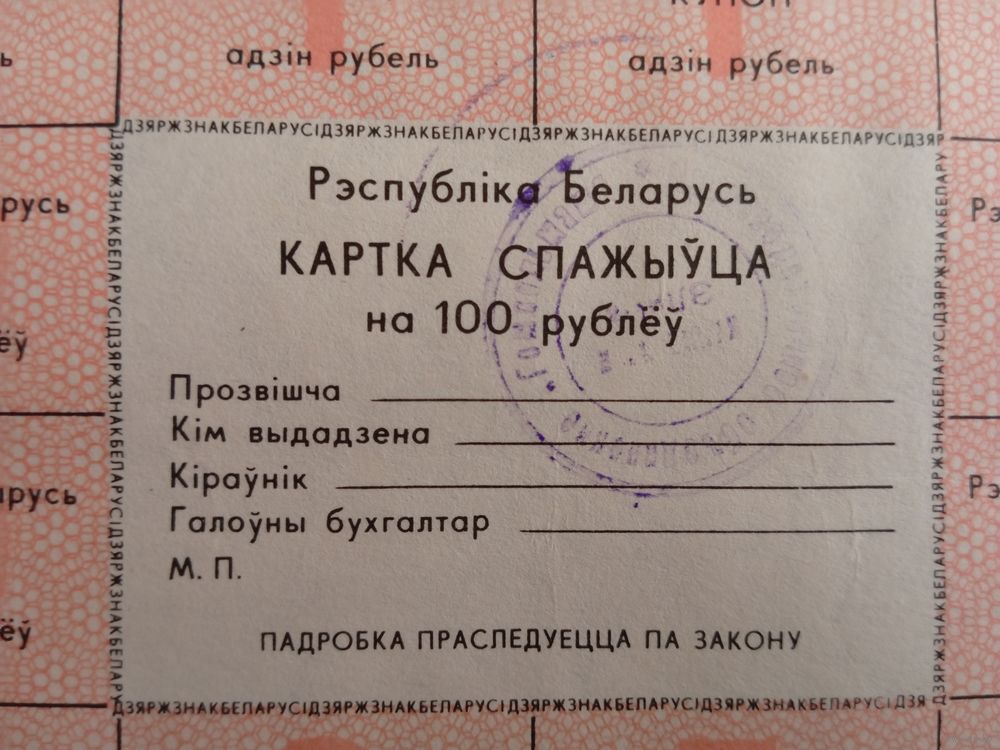 КУПОН
адзін рубель
адзін рубель
ДЗЯРЖЗНАКБЕЛАРУСІДЗЯРЖЗНАКБЕЛАРУСІДЗЯРЖЗНАКБЕЛАРУСІДЗЯРЖЗНАКБЕЛАРУСІДЗЯР
Рэспубліка Беларусь
КАРТКА СПАЖЫЎЦА
на 100 рублёў
Прозвішча
Кім выдадзена
Кіраўнік
Галоўны бухгалтар
М. П.
ПАДРОБКА ПРАСЛЕДУЕЦЦА ПА ЗАКОНУ
ДЗЯРЖЗНАКБЕЛАРУСІДЗЯРЖЗНАКБЕЛАРУСІДЗЯРЖЗНАКБЕЛАРУСІДЗЯРЖЗНАКБЕЛАРУСІДЗЯ